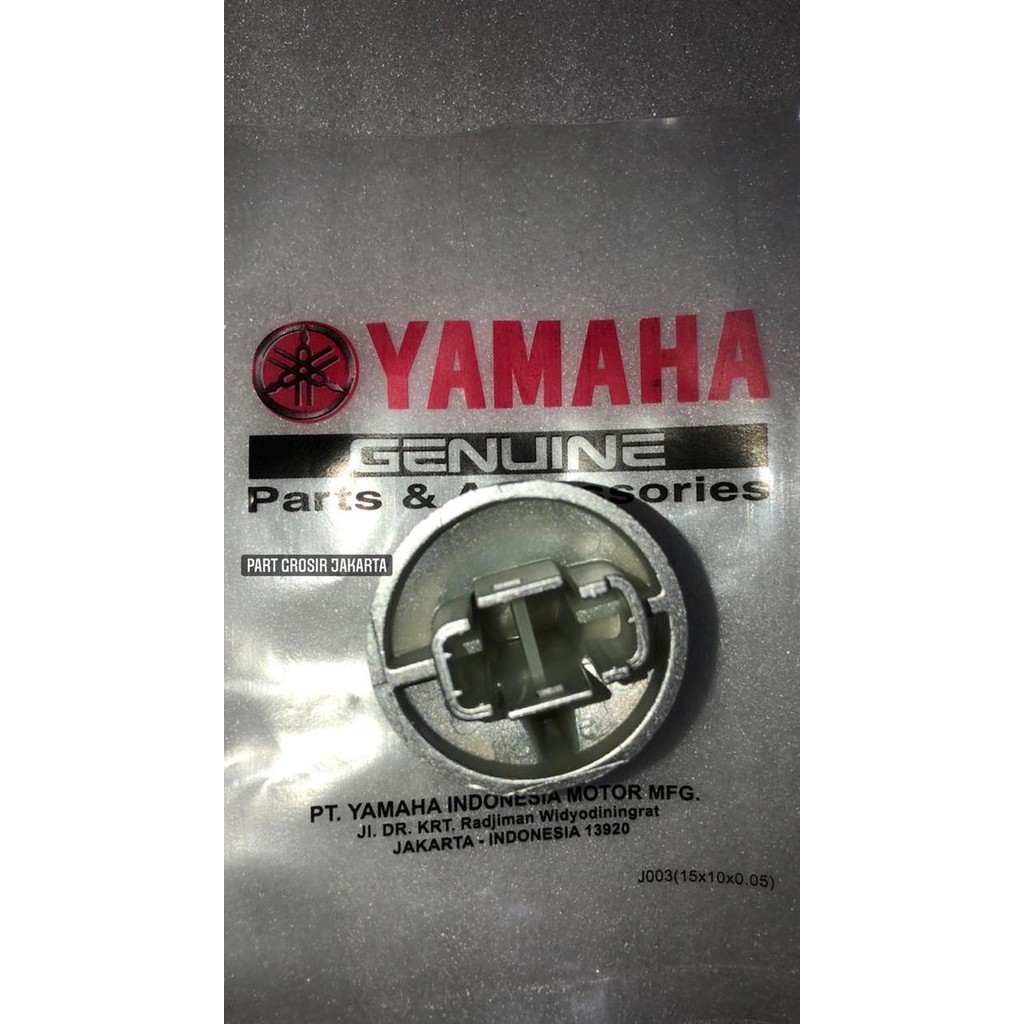 YAMAHA
GENUINE
Parts & Accessories
PART GROSIR JAKARTA
PT. YAMAHA INDONESIA MOTOR MFG.
Jl. DR. KRT. Radjiman Widyodiningrat
JAKARTA - INDONESIA 13920
J003(15x10x0.05)